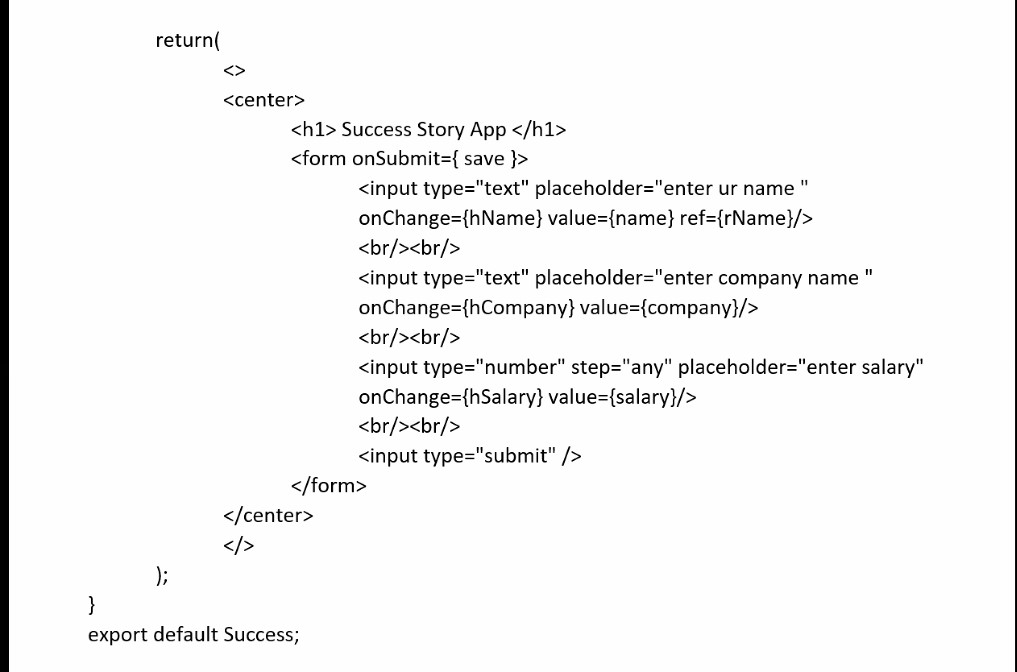 return(
<>
<center>
<h1> Success Story App </h1>
<form onSubmit={ save }>
<input type="text" placeholder="enter ur name "
onChange={hName} value={name} ref={rName}/>
<br/><br/>
<input type="text" placeholder="enter company name "
onChange={hCompany} value={company}/>
<br/><br/>
<input type="number" step="any" placeholder="enter salary"
onChange={hSalary} value={salary}/>
<br/><br/>
<input type="submit" />
</form>
</center>
</>
);
}
export default Success;